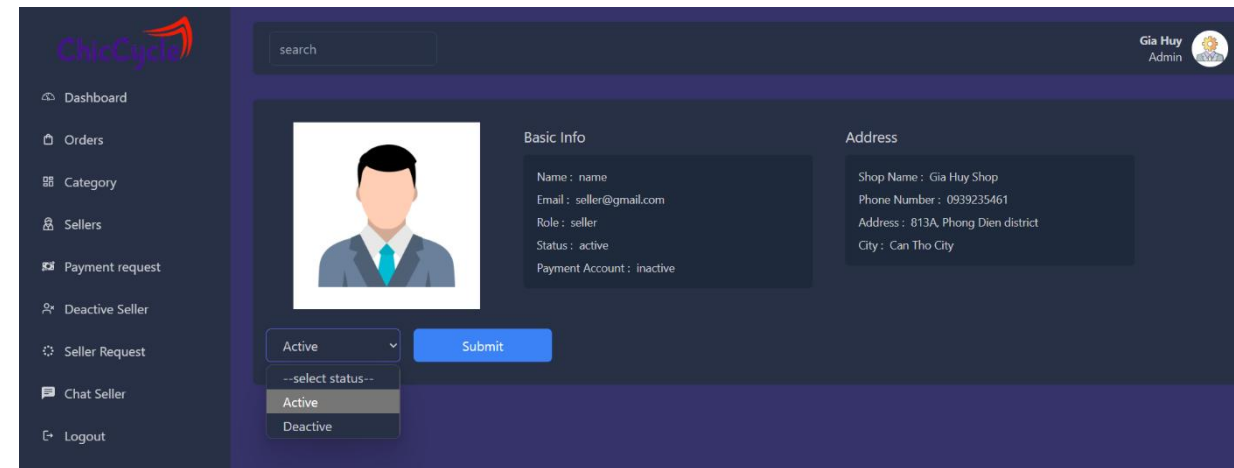 ChicCycle
Dashboard
Orders
Category
Sellers
Payment request
Deactive Seller
Seller Request
Chat Seller
Logout
search
Gia Huy
Admin
Basic Info
Name : name
Email : seller@gmail.com
Role : seller
Status : active
Payment Account : inactive
Address
Shop Name : Gia Huy Shop
Phone Number : 0939235461
Address : 813A, Phong Dien district
City : Can Tho City
Active
Submit
--select status--
Active
Deactive